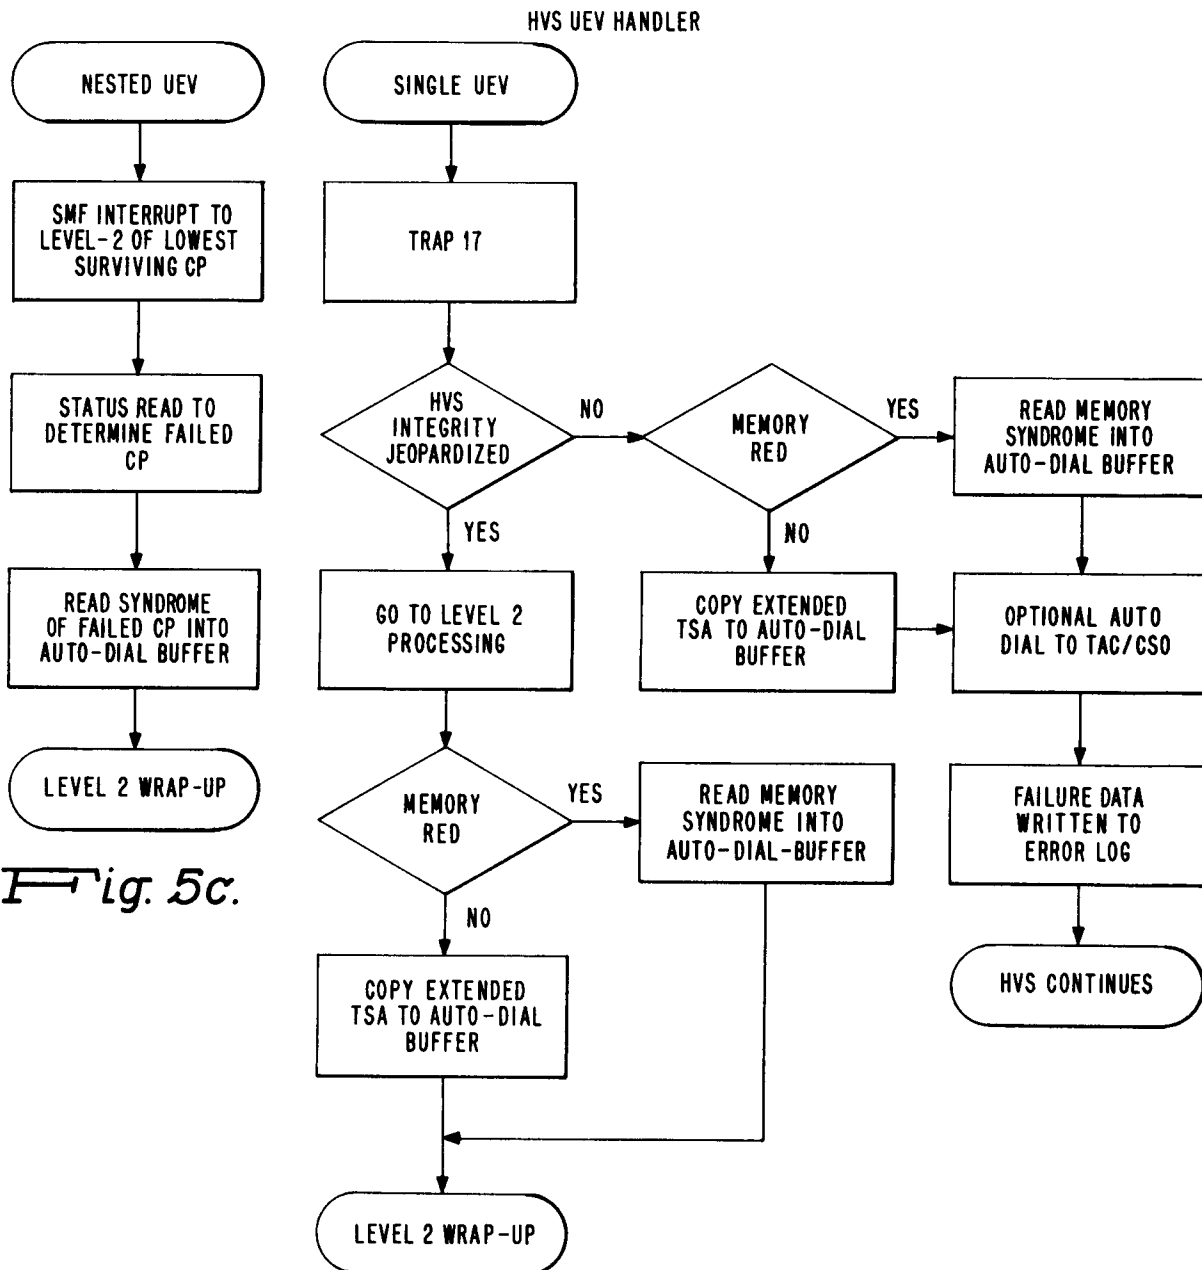 HVS UEV HANDLER
NESTED UEV
SMF INTERRUPT TO
LEVEL-2 OF LOWEST
SURVIVING CP
STATUS READ TO
DETERMINE FAILED
CP
READ SYNDROME
OF FAILED CP INTO
AUTO-DIAL BUFFER
LEVEL 2 WRAP-UP
SINGLE UEV
TRAP 17
HVS
INTEGRITY
JEOPARDIZED
NO
YES
MEMORY
RED
YES
NO
READ MEMORY
SYNDROME INTO
AUTO-DIAL BUFFER
COPY EXTENDED
TSA TO AUTO-DIAL
BUFFER
OPTIONAL AUTO
DIAL TO TAC/CSO
FAILURE DATA
WRITTEN TO
ERROR LOG
HVS CONTINUES
GO TO LEVEL 2
PROCESSING
MEMORY
RED
YES
NO
READ MEMORY
SYNDROME INTO
AUTO-DIAL-BUFFER
COPY EXTENDED
TSA TO AUTO-DIAL
BUFFER
LEVEL 2 WRAP-UP
Fig. 5c.